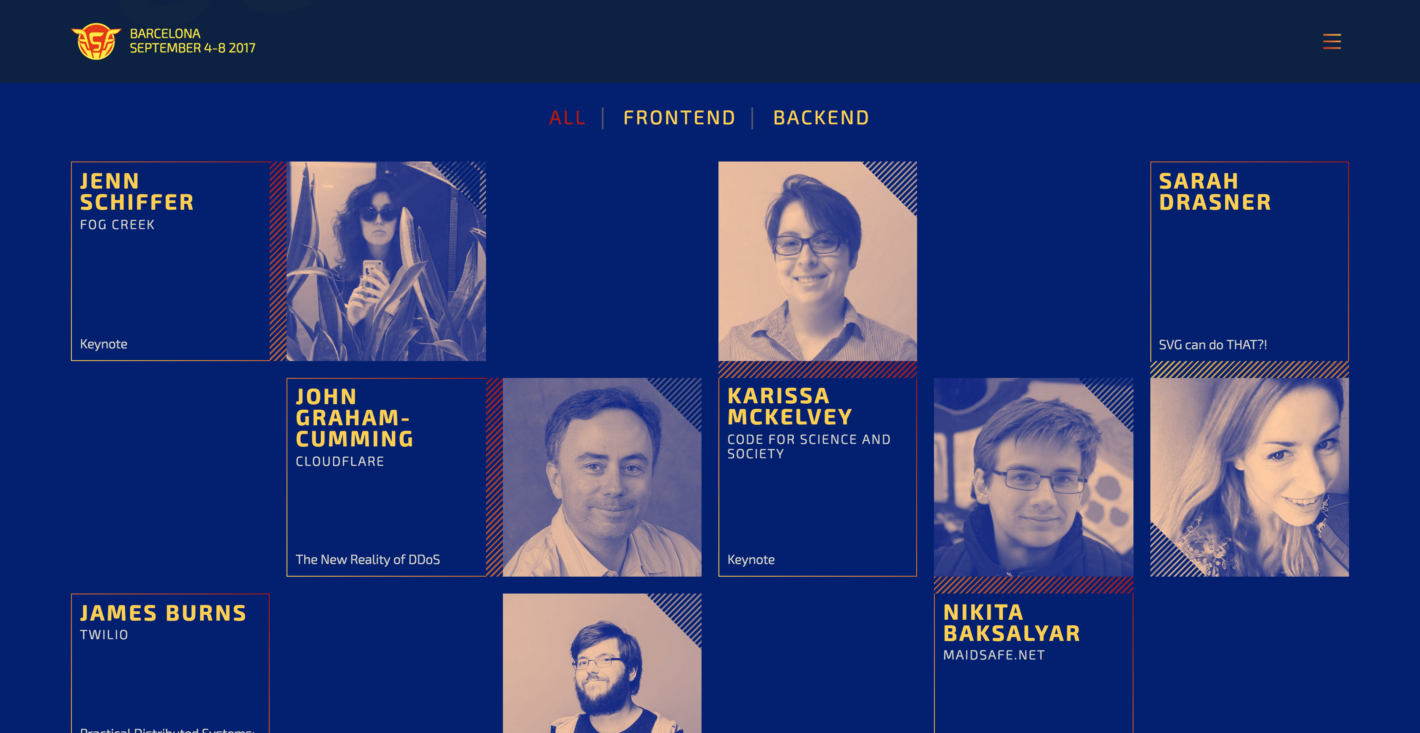 BARCELONA
SEPTEMBER 4-8 2017
ALL
FRONTEND
BACKEND
JENN
SCHIFFER
FOG CREEK
Keynote
SARAH
DRASNER
SVG can do THAT?!
JOHN
GRAHAM-
CUMMING
CLOUDFLARE
The New Reality of DDoS
KARISSA
MCKELVEY
CODE FOR SCIENCE AND
SOCIETY
Keynote
JAMES BURNS
TWILIO
Practical Distributed Systems:
NIKITA
BAKSALYAR
MAIDSAFE.NET